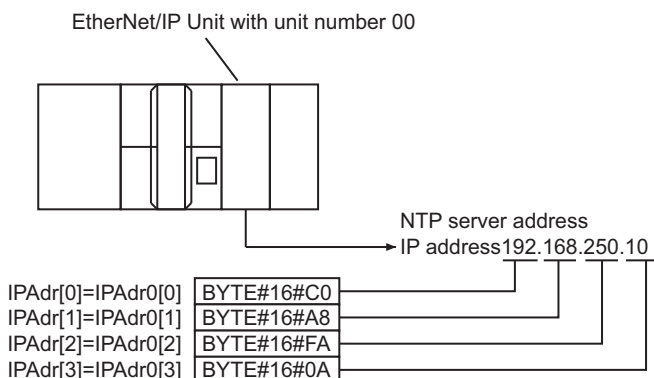 EtherNet/IP Unit with unit number 00
NTP server address
IP address192.168.250.10
IPAdr[0]=IPAdr0[0] BYTE#16#C0
IPAdr[1]=IPAdr0[1] BYTE#16#A8
IPAdr[2]=IPAdr0[2] BYTE#16#FA
IPAdr[3]=IPAdr0[3] BYTE#16#0A